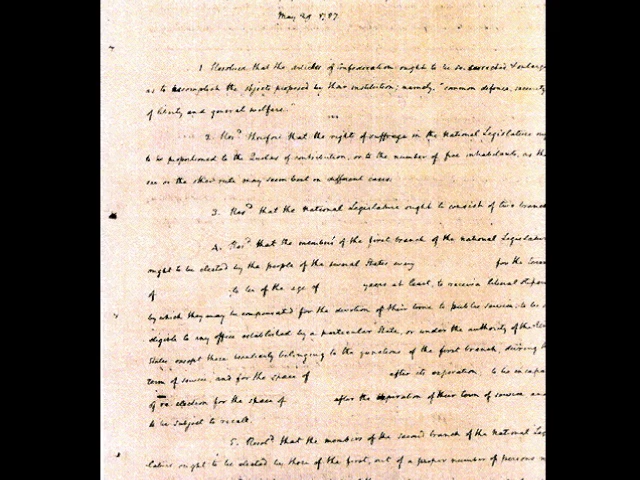 May 29 1787
1. Resolved that the articles of Confederation ought to be so corrected & enlarg
as to accomplish the objects proposed by their institution; namely, "common defence, security
of liberty and general welfare."
2. Resd. therefore that the rights of suffrage in the National Legislature oug
to be proportioned to the Quotas of contribution, or to the number of free inhabitants, as the
one or the other rule may seem best in different cases.
3. Resd. that the National Legislature ought to consist of two branch
4. Resd. that the members of the first branch of the national Legislature
ought to be elected by the people of the several States every for the term
of ; to be of the age of years at least, to receive liberal stipen
by which they may be compensated for the devotion of their time to public service; to be in
eligible to any office established by a particular State, or under the authority of the
States, except those peculiarly belonging to the functions of the first branch, during the
term of service, and for the space of after its expiration; to be incapa
of re election for the space of after the expiration of their term of service and
to be subject to recall.
5. Resold. that the members of the second branch of the National Leg
lature ought to be elected by those of the first, out of a proper number of persons n